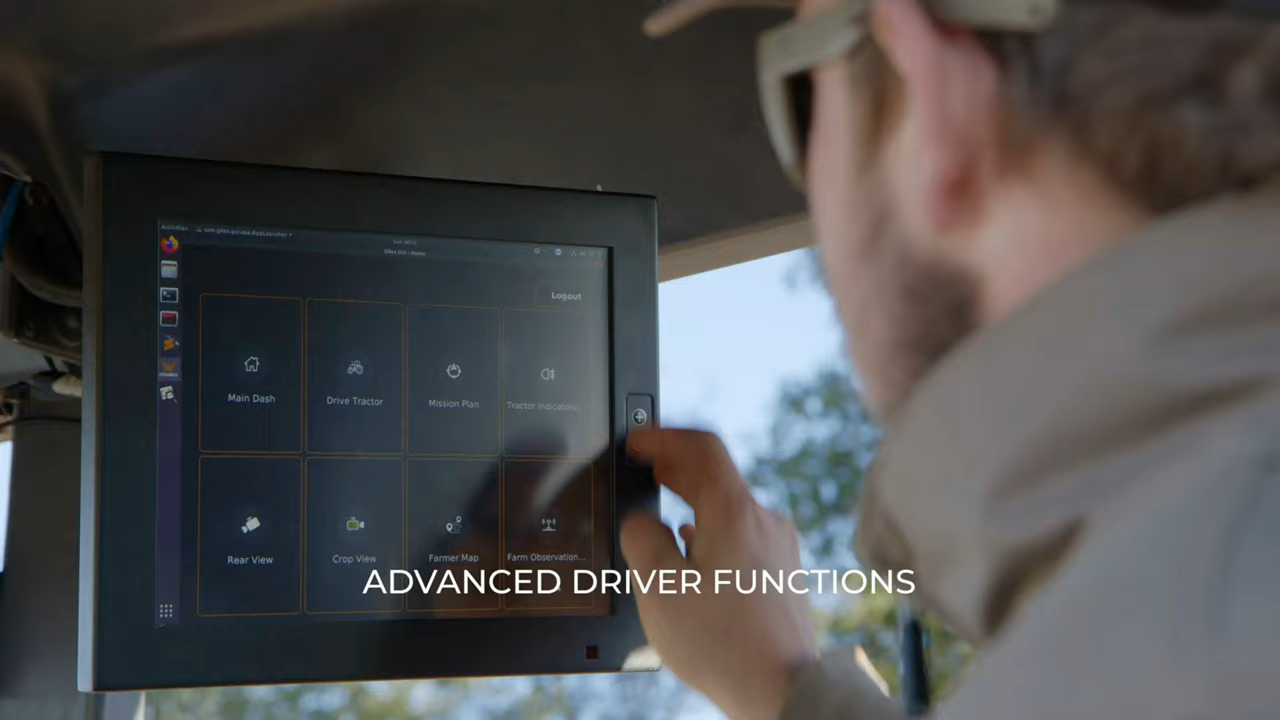 Activities
Logout
Main Dash
Drive Tractor
Mission Plan
Tractor Indicators...
Rear View
Crop View
Farmer Map
Farm Observation...
ADVANCED DRIVER FUNCTIONS